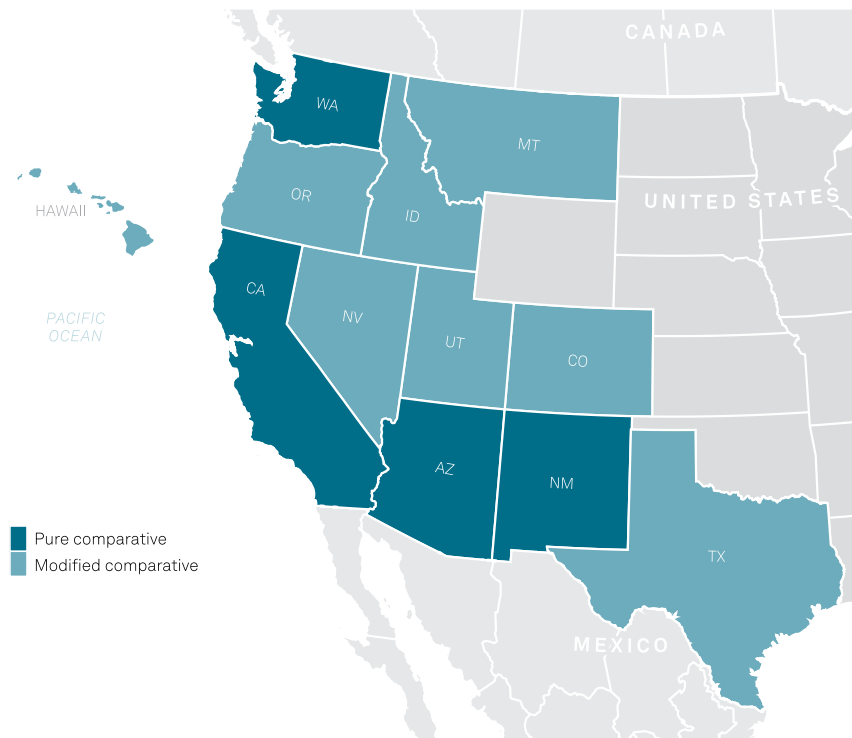 CANADA
WA
MT
UNITED STATES
OR
HAWAII
ID
CA
PACIFIC
OCEAN
NV
UT
CO
AZ
NM
Pure comparative
Modified comparative
TX
MEXICO